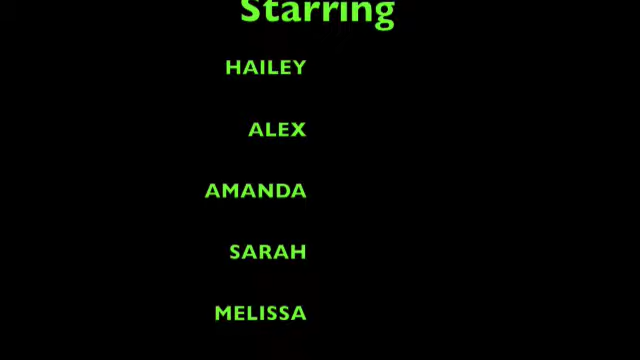 Starring
HAILEY
ALEX
AMANDA
SARAH
MELISSA